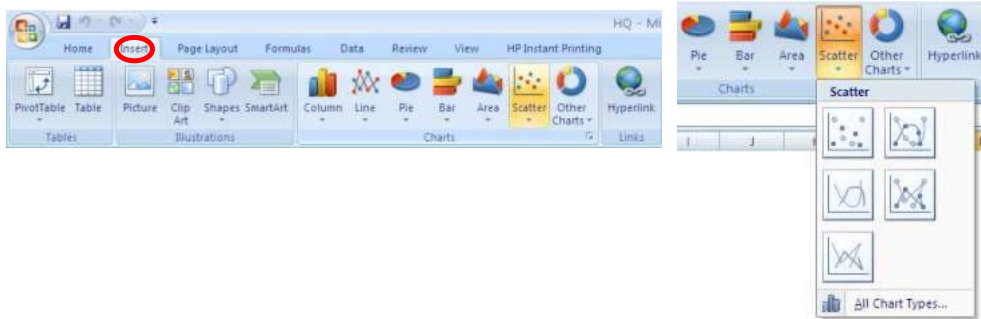 HQ - Mi
Home Insert Page Layout Formulas Data Review View HP Instant Printing
PivotTable Table Picture Clip Art Shapes SmartArt Column Line Pie Bar Area Scatter Other Charts Hyperlink
Tables Illustrations Charts Links
Pie Bar Area Scatter Other Charts Hyperlink
Charts
Scatter
I J
All Chart Types...